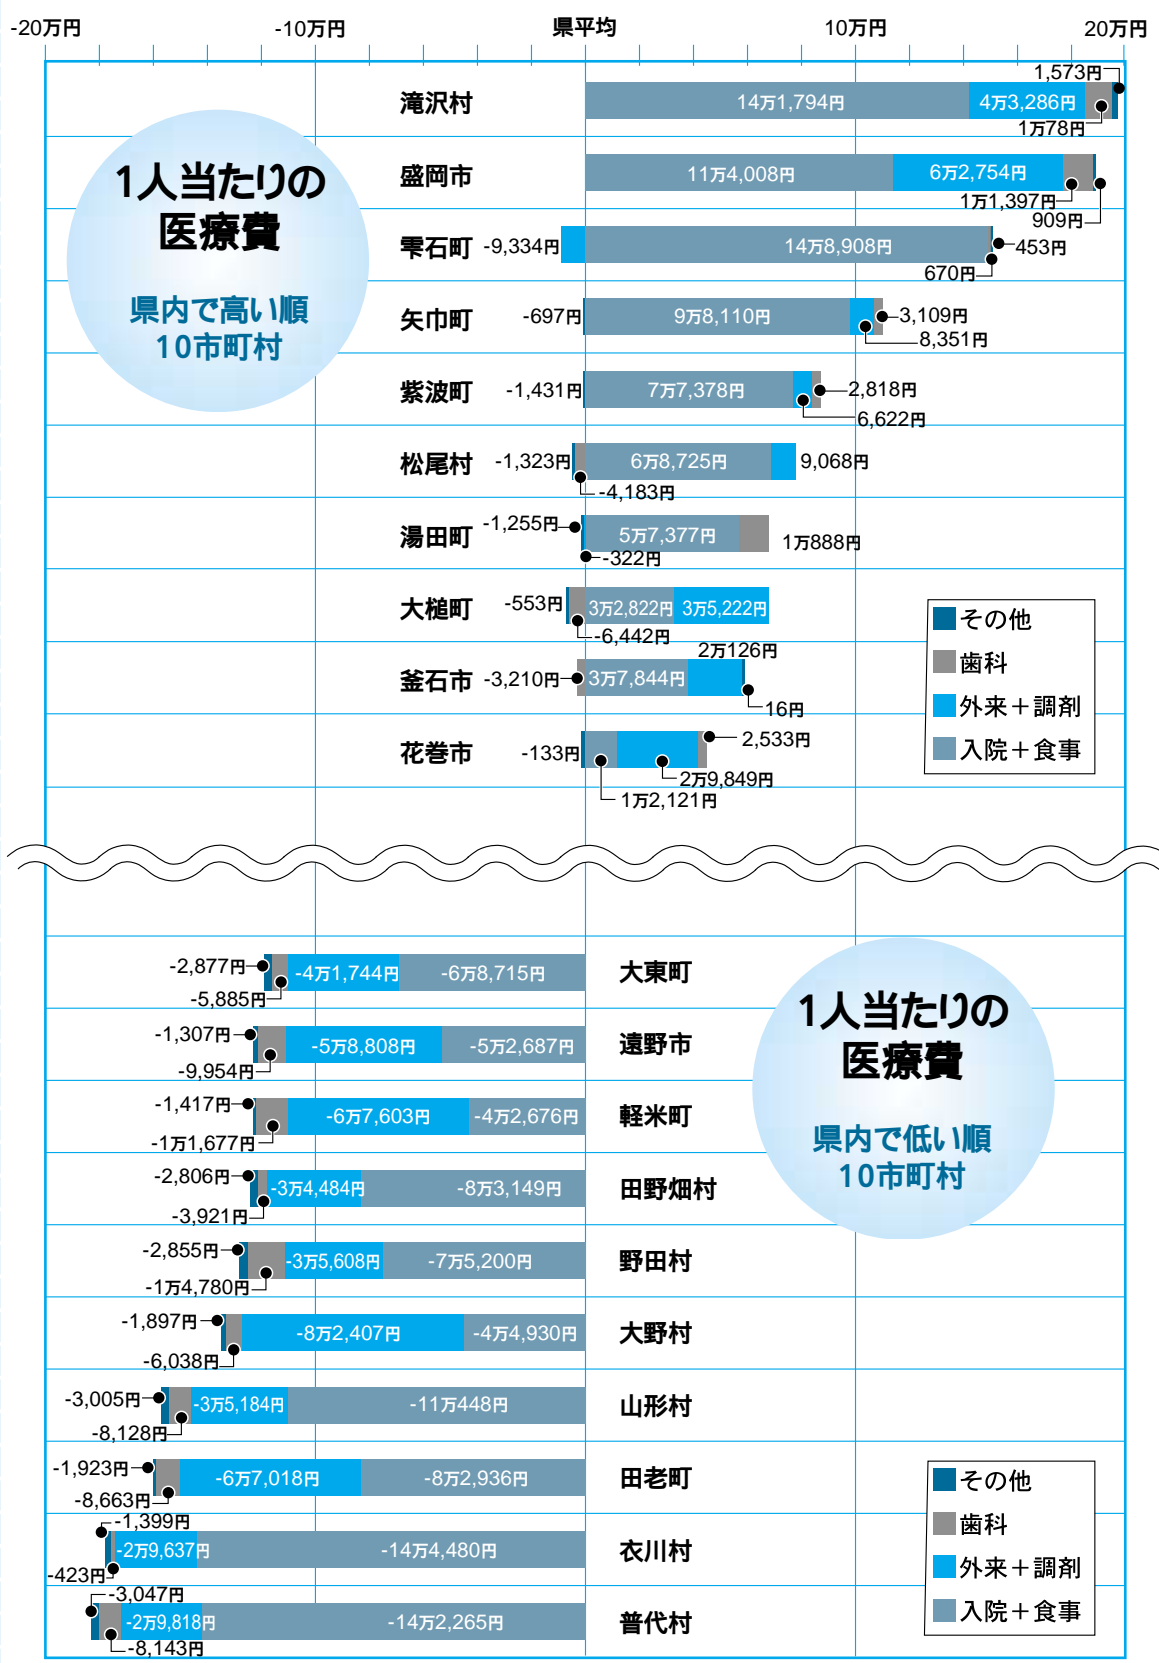 -20万円 -10万円 県平均 10万円 20万円
1人当たりの
医療費
県内で高い順
10市町村
滝沢村 14万1,794円 4万3,286円 1万78円 1,573円
盛岡市 11万4,008円 6万2,754円 1万1,397円 909円
雫石町 -9,334円 14万8,908円 670円 453円
矢巾町 -697円 9万8,110円 8,351円 3,109円
紫波町 -1,431円 7万7,378円 6,622円 2,818円
松尾村 -1,323円 -4,183円 6万8,725円 9,068円
湯田町 -1,255円 -322円 5万7,377円 1万888円
大槌町 -553円 -6,442円 3万2,822円 3万5,222円
釜石市 -3,210円 3万7,844円 2万126円 16円
花巻市 -133円 1万2,121円 2万9,849円 2,533円
その他
歯科
外来＋調剤
入院＋食事
1人当たりの
医療費
県内で低い順
10市町村
-2,877円 -5,885円 -4万1,744円 -6万8,715円 大東町
-1,307円 -9,954円 -5万8,808円 -5万2,687円 遠野市
-1,417円 -1万1,677円 -6万7,603円 -4万2,676円 軽米町
-2,806円 -3,921円 -3万4,484円 -8万3,149円 田野畑村
-2,855円 -1万4,780円 -3万5,608円 -7万5,200円 野田村
-1,897円 -6,038円 -8万2,407円 -4万4,930円 大野村
-3,005円 -8,128円 -3万5,184円 -11万448円 山形村
-1,923円 -8,663円 -6万7,018円 -8万2,936円 田老町
-1,399円 -423円 -2万9,637円 -14万4,480円 衣川村
-3,047円 -8,143円 -2万9,818円 -14万2,265円 普代村
その他
歯科
外来＋調剤
入院＋食事